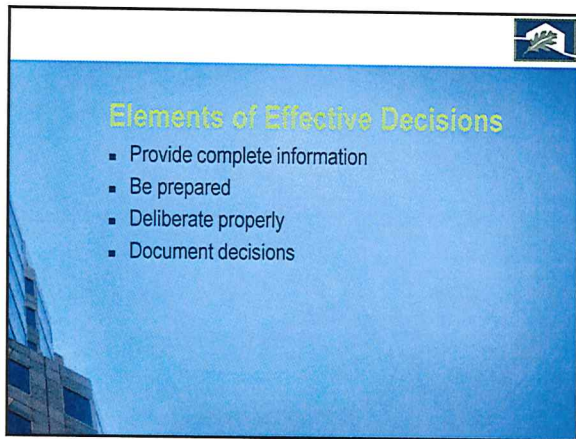 Elements of Effective Decisions
▪ Provide complete information
▪ Be prepared
▪ Deliberate properly
▪ Document decisions